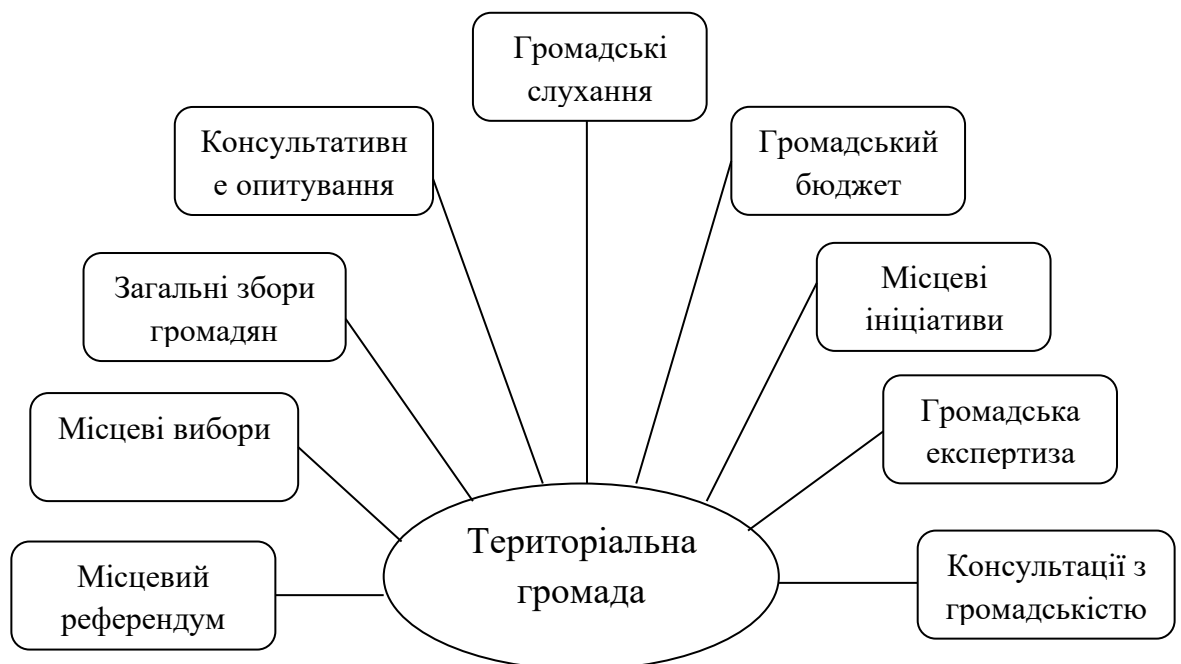 Громадські
слухання
Консультативн
е опитування
Громадський
бюджет
Загальні збори
громадян
Місцеві
ініціативи
Місцеві вибори
Громадська
експертиза
Територіальна
громада
Місцевий
референдум
Консультації з
громадськістю